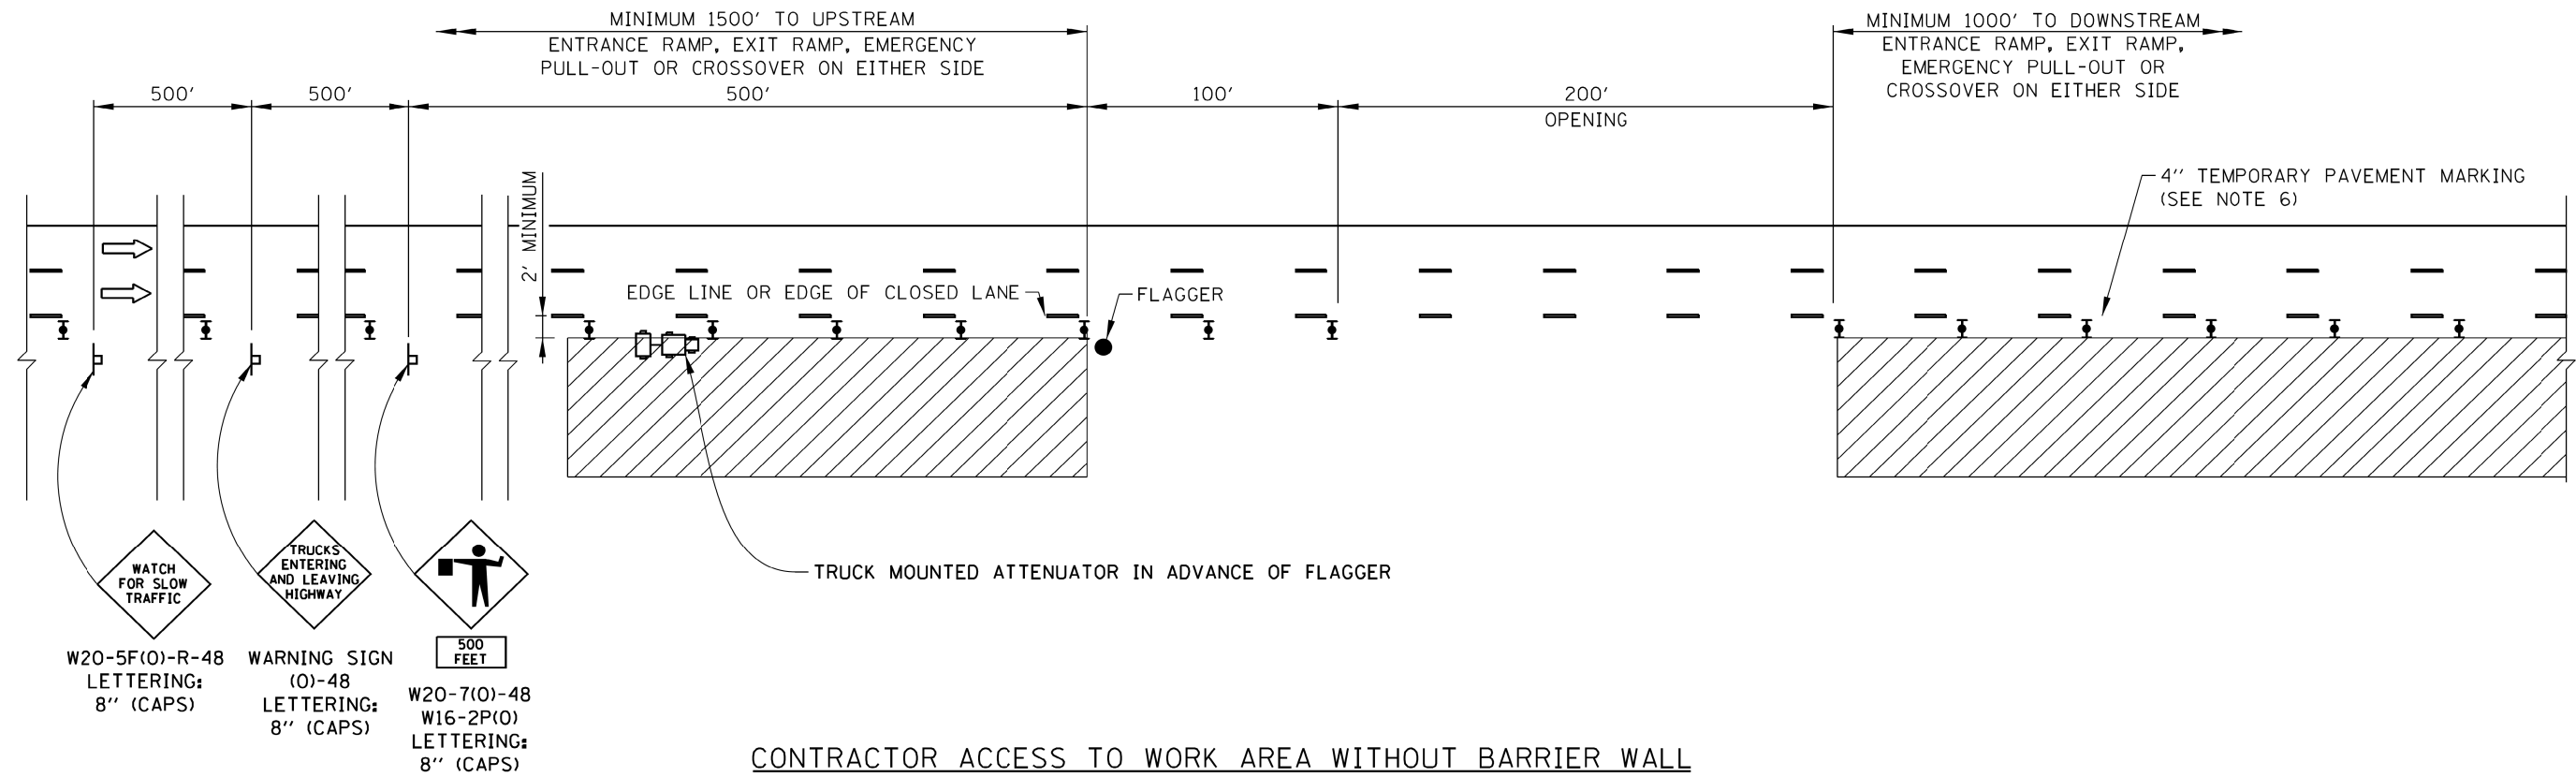 MINIMUM 1500' TO UPSTREAM
ENTRANCE RAMP, EXIT RAMP, EMERGENCY
PULL-OUT OR CROSSOVER ON EITHER SIDE
MINIMUM 1000' TO DOWNSTREAM
ENTRANCE RAMP, EXIT RAMP,
EMERGENCY PULL-OUT OR
CROSSOVER ON EITHER SIDE
500'
500'
500'
100'
200'
OPENING
2' MINIMUM
4'' TEMPORARY PAVEMENT MARKING
(SEE NOTE 6)
EDGE LINE OR EDGE OF CLOSED LANE
FLAGGER
TRUCK MOUNTED ATTENUATOR IN ADVANCE OF FLAGGER
WATCH
FOR SLOW
TRAFFIC
W20-5F(O)-R-48
LETTERING:
8'' (CAPS)
TRUCKS
ENTERING
AND LEAVING
HIGHWAY
WARNING SIGN
(O)-48
LETTERING:
8'' (CAPS)
500
FEET
W20-7(O)-48
W16-2P(O)
LETTERING:
8'' (CAPS)
CONTRACTOR ACCESS TO WORK AREA WITHOUT BARRIER WALL